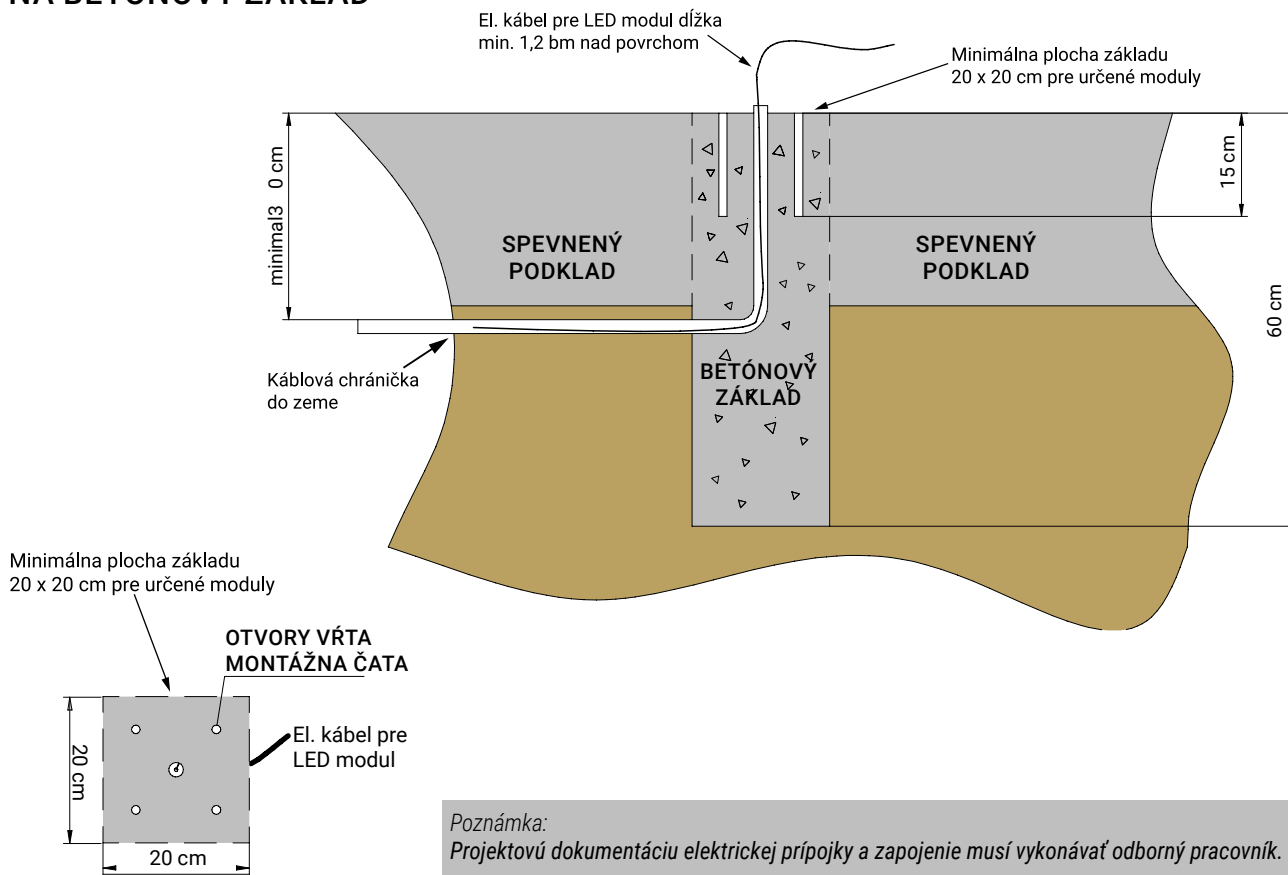 NA BETÓNOVÝ ZÁKLAD
El. kábel pre LED modul dĺžka
min. 1,2 bm nad povrchom
Minimálna plocha základu
20 x 20 cm pre určené moduly
minimal3 0 cm
15 cm
60 cm
SPEVNENÝ
PODKLAD
SPEVNENÝ
PODKLAD
Káblová chránička
do zeme
BETÓNOVÝ
ZÁKLAD
Minimálna plocha základu
20 x 20 cm pre určené moduly
OTVORY VŔTA
MONTÁŽNA ČATA
El. kábel pre
LED modul
20 cm
20 cm
Poznámka:
Projektovú dokumentáciu elektrickej prípojky a zapojenie musí vykonávať odborný pracovník.